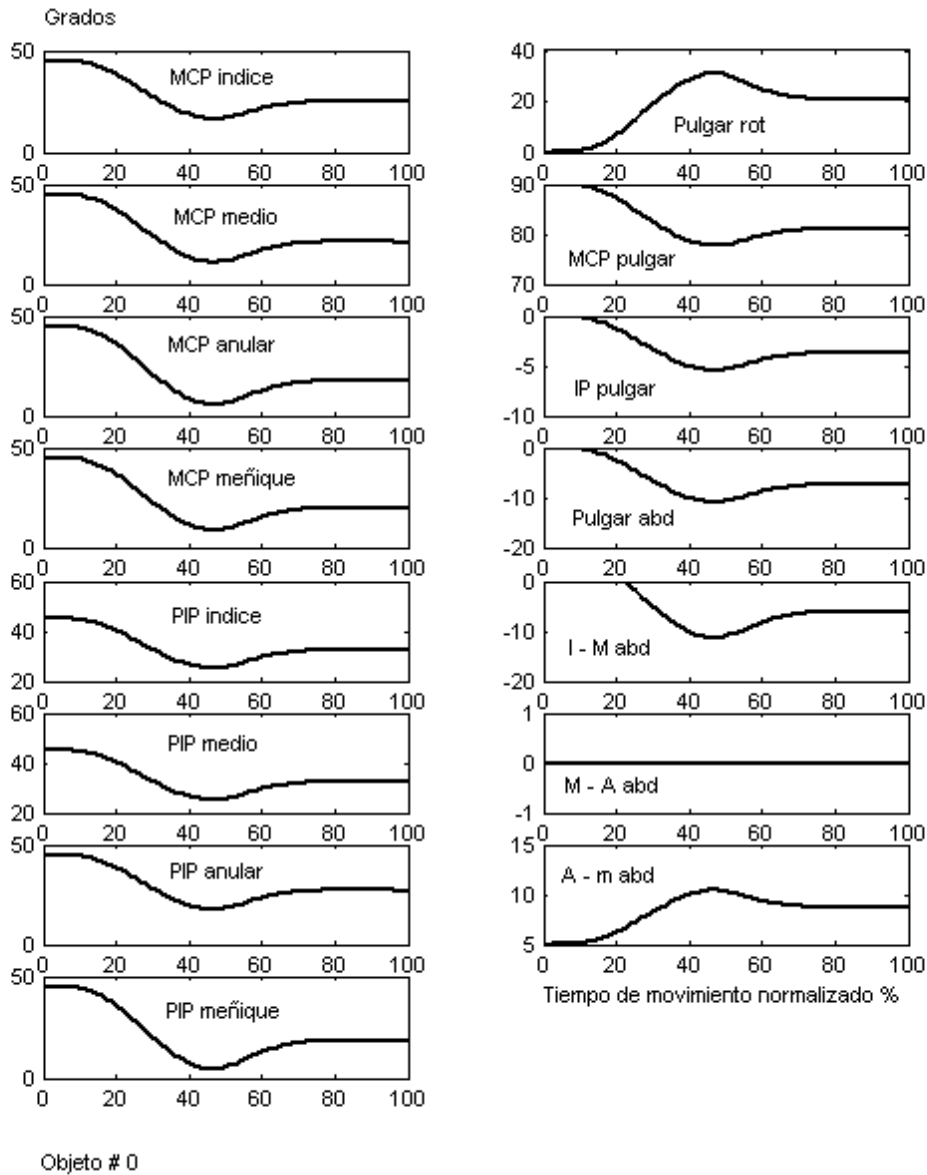 Grados
50
MCP indice
0
0 20 40 60 80 100
50
MCP medio
0
0 20 40 60 80 100
50
MCP anular
0
0 20 40 60 80 100
50
MCP meñique
0
0 20 40 60 80 100
60
PIP indice
40
20
0 20 40 60 80 100
60
PIP medio
40
20
0 20 40 60 80 100
50
PIP anular
0
0 20 40 60 80 100
50
PIP meñique
0
0 20 40 60 80 100
40
20
Pulgar rot
0
0 20 40 60 80 100
90
80
MCP pulgar
70
0 20 40 60 80 100
0
-5
IP pulgar
-10
0 20 40 60 80 100
0
-10
Pulgar abd
-20
0 20 40 60 80 100
0
-10
I - M abd
-20
0 20 40 60 80 100
1
0
M - A abd
-1
0 20 40 60 80 100
15
A - m abd
10
5
0 20 40 60 80 100
Tiempo de movimiento normalizado %
Objeto # 0